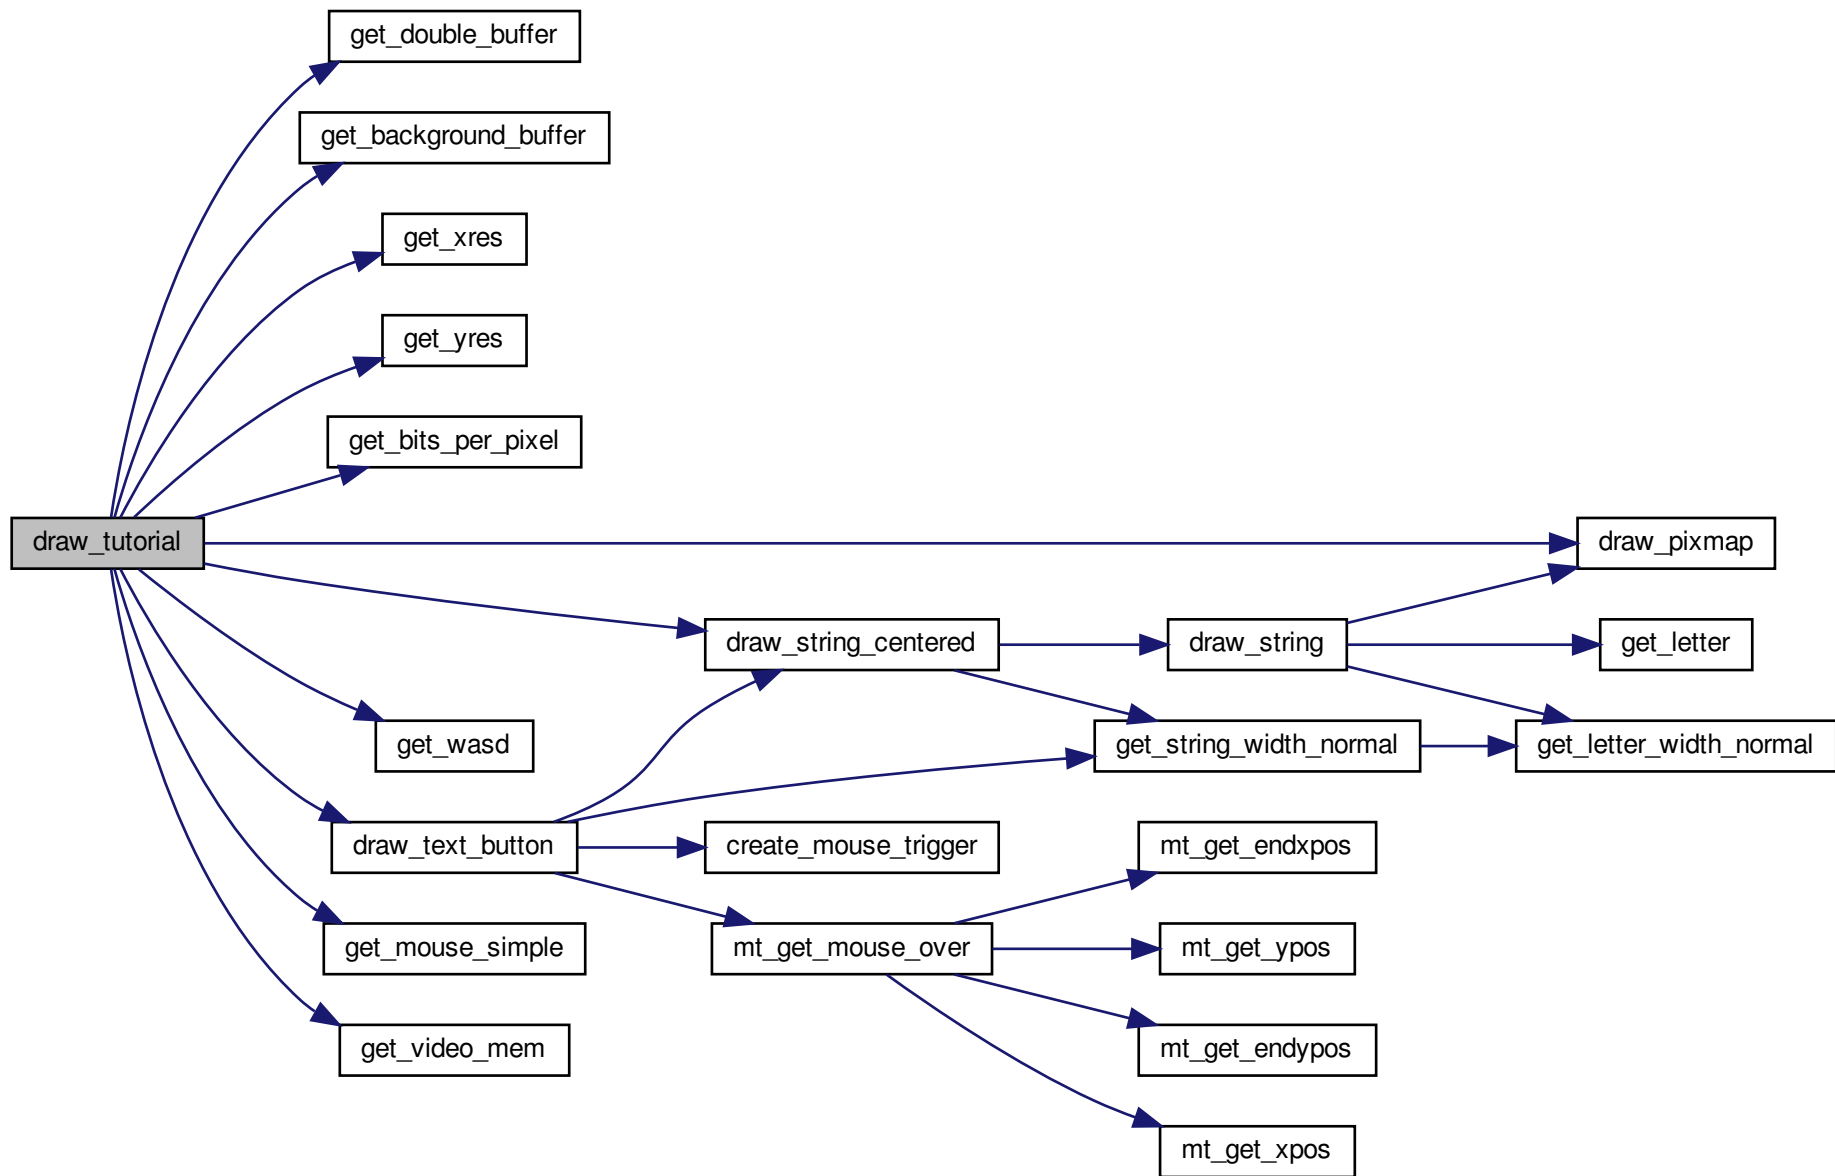 get_double_buffer
get_background_buffer
get_xres
get_yres
get_bits_per_pixel
draw_tutorial
draw_pixmap
draw_string_centered
draw_string
get_letter
get_wasd
get_string_width_normal
get_letter_width_normal
draw_text_button
create_mouse_trigger
mt_get_endxpos
get_mouse_simple
mt_get_mouse_over
mt_get_ypos
get_video_mem
mt_get_endypos
mt_get_xpos